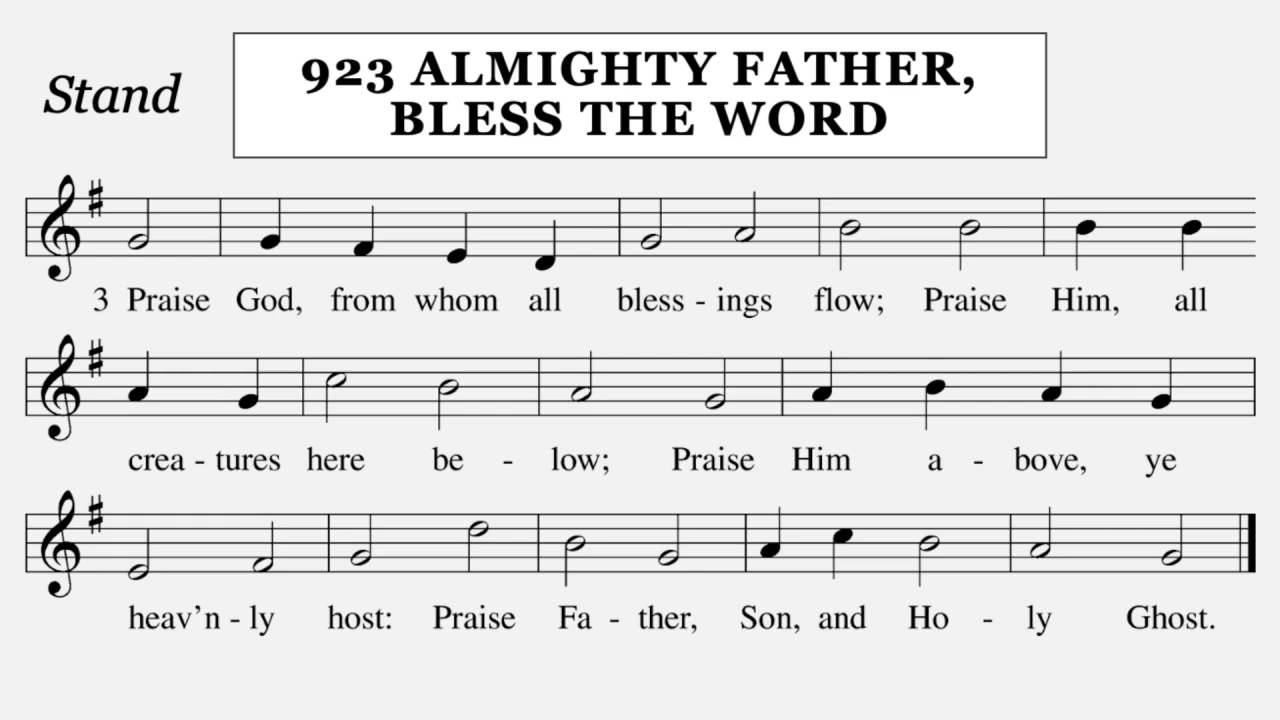 Stand
923 ALMIGHTY FATHER,
BLESS THE WORD
3 Praise God, from whom all bless - ings flow; Praise Him, all
crea - tures here be - low; Praise Him a - bove, ye
heav’n - ly host: Praise Fa - ther, Son, and Ho - ly Ghost.